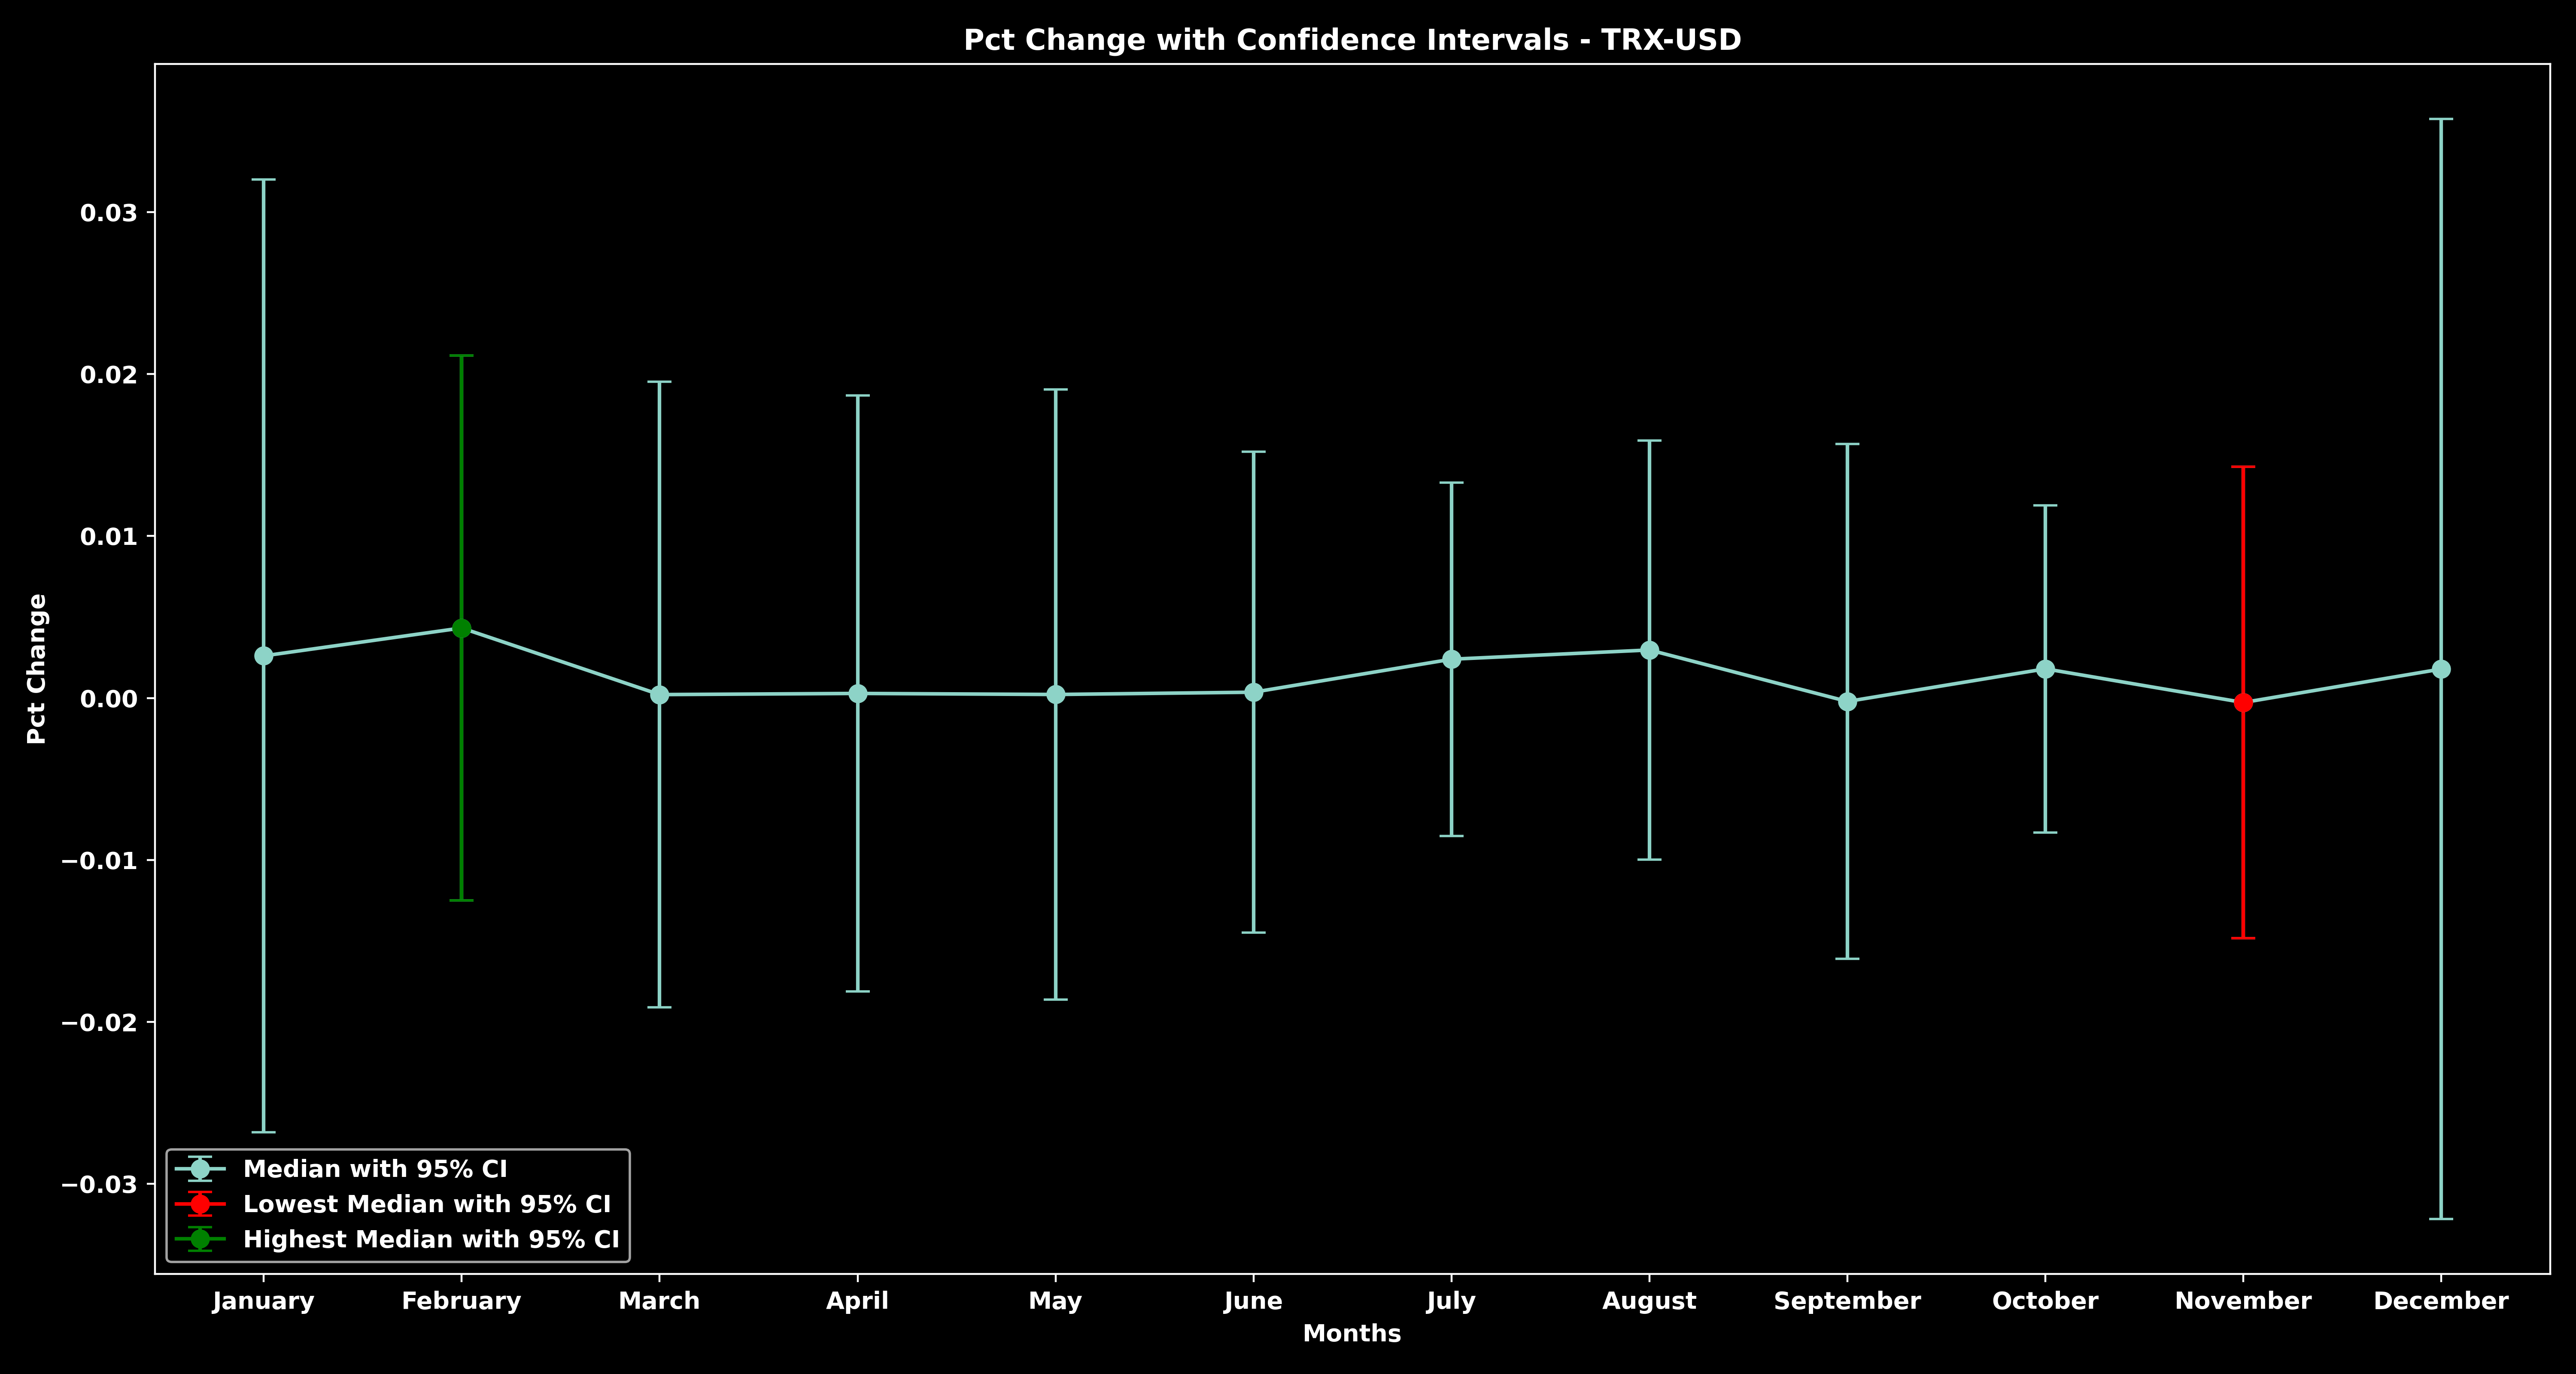 Pct Change with Confidence Intervals - TRX-USD
Pct Change
0.03
0.02
0.01
0.00
−0.01
−0.02
−0.03
Median with 95% CI
Lowest Median with 95% CI
Highest Median with 95% CI
January February March April May June July August September October November December
Months